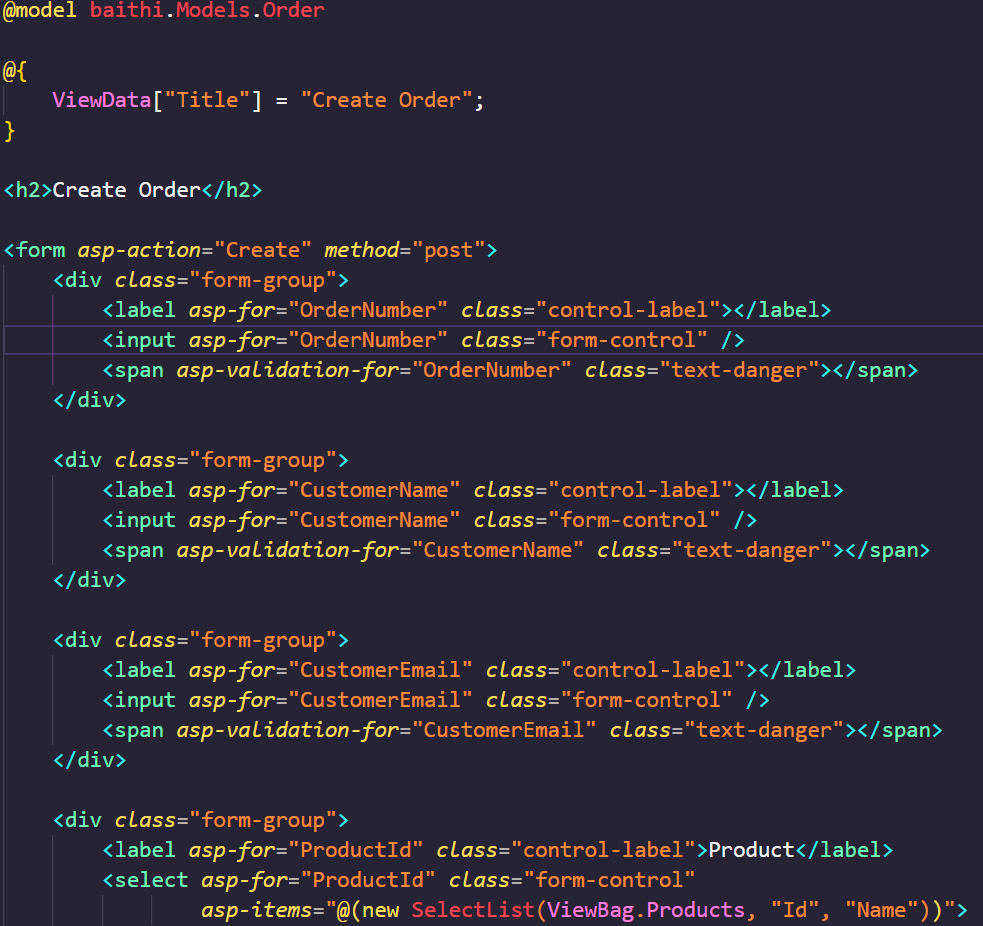 @model baithi.Models.Order
@{
ViewData["Title"] = "Create Order";
}
<h2>Create Order</h2>
<form asp-action="Create" method="post">
<div class="form-group">
<label asp-for="OrderNumber" class="control-label"></label>
<input asp-for="OrderNumber" class="form-control" />
<span asp-validation-for="OrderNumber" class="text-danger"></span>
</div>
<div class="form-group">
<label asp-for="CustomerName" class="control-label"></label>
<input asp-for="CustomerName" class="form-control" />
<span asp-validation-for="CustomerName" class="text-danger"></span>
</div>
<div class="form-group">
<label asp-for="CustomerEmail" class="control-label"></label>
<input asp-for="CustomerEmail" class="form-control" />
<span asp-validation-for="CustomerEmail" class="text-danger"></span>
</div>
<div class="form-group">
<label asp-for="ProductId" class="control-label">Product</label>
<select asp-for="ProductId" class="form-control"
asp-items="@(new SelectList(ViewBag.Products, "Id", "Name"))">